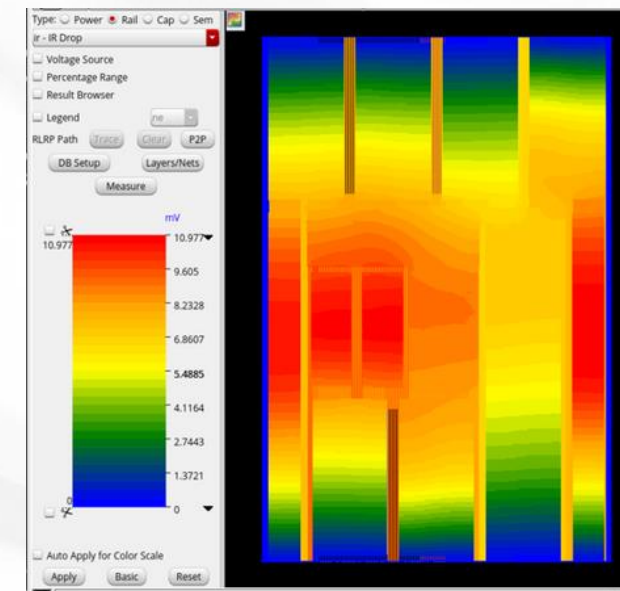 Type: Power Rail Cap Sem
ir - IR Drop
Voltage Source
Percentage Range
Result Browser
Legend ne
RLRP Path Trace Clear P2P
DB Setup Layers/Nets
Measure
mV
10.977 10.977
9.605
8.2328
6.8607
5.4885
4.1164
2.7443
1.3721
0 0
Auto Apply for Color Scale
Apply Basic Reset